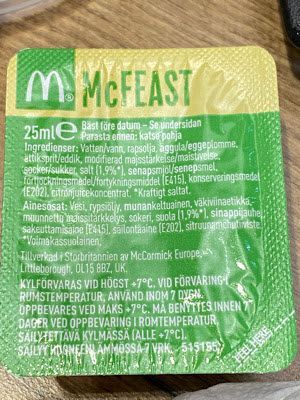 McFEAST
25ml e Bäst före datum – Se undersidan
Parasta ennen: katso pohja
Ingredienser: Vatten/vann, rapsolja, äggula/eggeplomme,
ättiksprit/eddik, modifierad majsstärkelse/maisstivelse,
socker/sukker, salt (1,9%*), senapsmjöl/sennepsmel,
förtjockningsmedel/fortykningsmiddel (E415), konserveringsmedel
(E202), citronjuicekoncentrat. *Kraftigt saltat.
Ainesosat: Vesi, rypsiöljy, munankeltuainen, väkiviinaetikka,
muunnettu maissitärkkelys, sokeri, suola (1,9%*), sinappijauhe,
sakeuttamisaine (E415), säilöntäaine (E202), sitruunamehutiiviste.
*Voimakassuolainen.
Tillverkad i Storbritannien av McCormick Europe,
Littleborough, OL15 8BZ, UK.
KYLFÖRVARAS VID HÖGST +7°C. VID FÖRVARING I
RUMSTEMPERATUR, ANVÄND INOM 7 DYGN.
OPPBEVARES VED MAKS +7°C. MÅ BENYTTES INNEN 7
DAGER VED OPPBEVARING I ROMTEMPERATUR.
SÄILYTETTÄVÄ KYLMÄSSÄ (ALLE +7°C).
SÄILYY HUONEENLÄMMÖSSÄ 7 VRK.
PEEL HERE